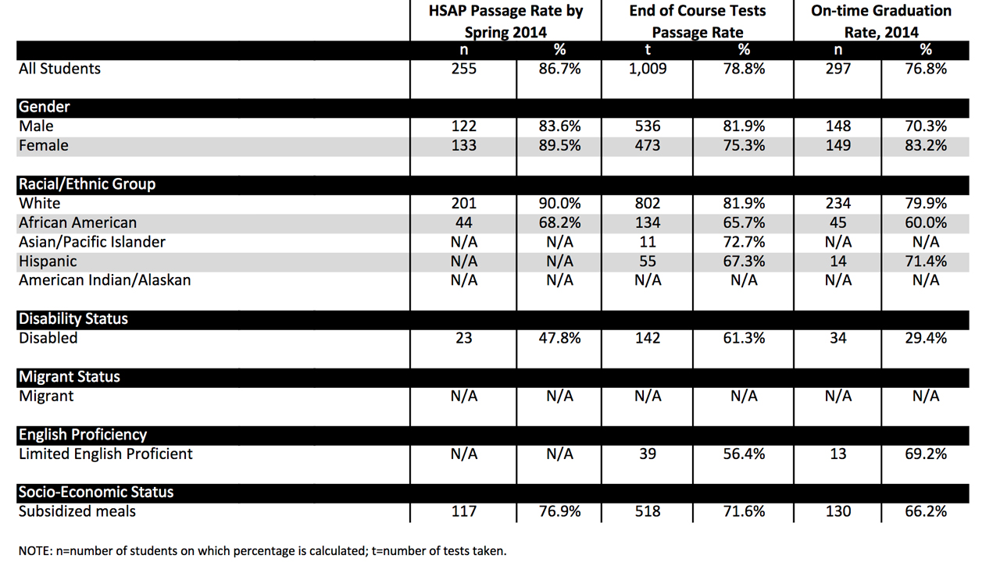 HSAP Passage Rate by Spring 2014 End of Course Tests Passage Rate On-time Graduation Rate, 2014
n % t % n %
All Students 255 86.7% 1,009 78.8% 297 76.8%
Gender
Male 122 83.6% 536 81.9% 148 70.3%
Female 133 89.5% 473 75.3% 149 83.2%
Racial/Ethnic Group
White 201 90.0% 802 81.9% 234 79.9%
African American 44 68.2% 134 65.7% 45 60.0%
Asian/Pacific Islander N/A N/A 11 72.7% N/A N/A
Hispanic N/A N/A 55 67.3% 14 71.4%
American Indian/Alaskan N/A N/A N/A N/A N/A N/A
Disability Status
Disabled 23 47.8% 142 61.3% 34 29.4%
Migrant Status
Migrant N/A N/A N/A N/A N/A N/A
English Proficiency
Limited English Proficient N/A N/A 39 56.4% 13 69.2%
Socio-Economic Status
Subsidized meals 117 76.9% 518 71.6% 130 66.2%
NOTE: n=number of students on which percentage is calculated; t=number of tests taken.